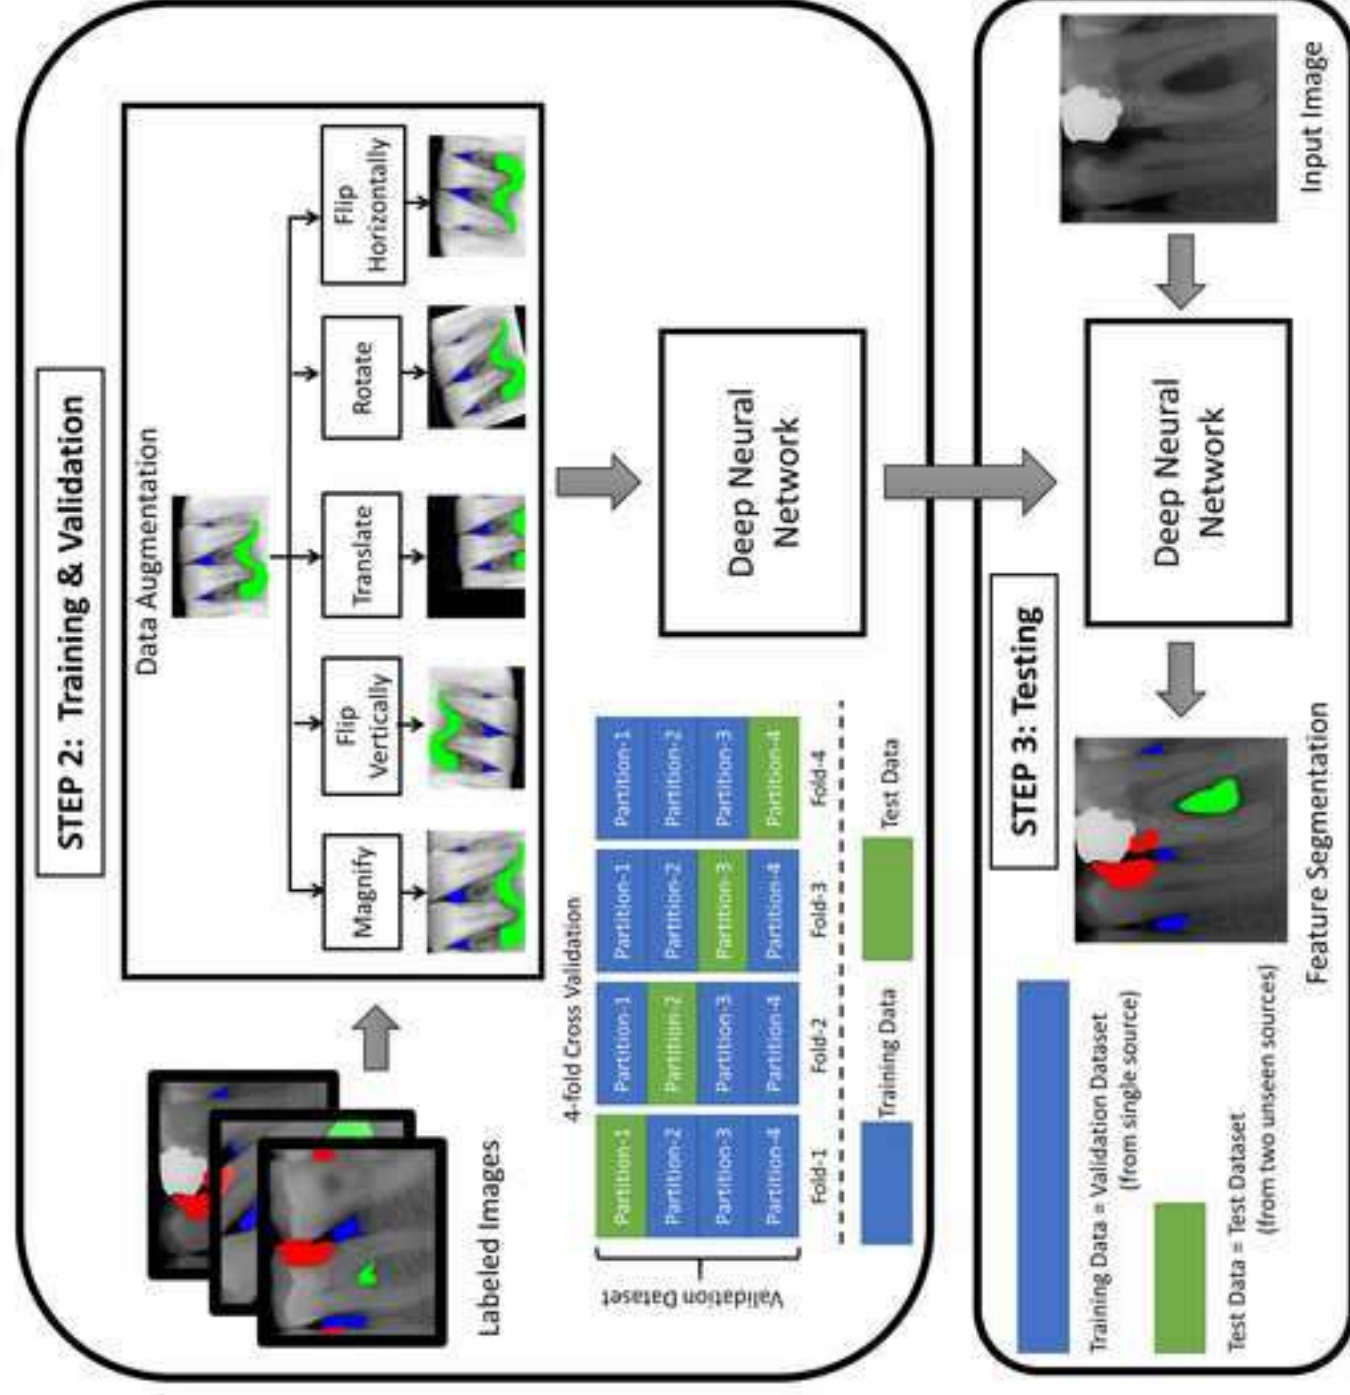 STEP 2: Training & Validation
Labeled Images
Data Augmentation
Magnify
Flip
Vertically
Translate
Rotate
Flip
Horizontally
4-fold Cross Validation
Validation Dataset
Partition-1
Partition-2
Partition-3
Partition-4
Fold-1
Partition-1
Partition-2
Partition-3
Partition-4
Fold-2
Partition-1
Partition-2
Partition-3
Partition-4
Fold-3
Partition-1
Partition-2
Partition-3
Partition-4
Fold-4
Training Data
Test Data
Deep Neural
Network
STEP 3: Testing
Training Data = Validation Dataset
(from single source)
Test Data = Test Dataset
(from two unseen sources)
Feature Segmentation
Deep Neural
Network
Input Image